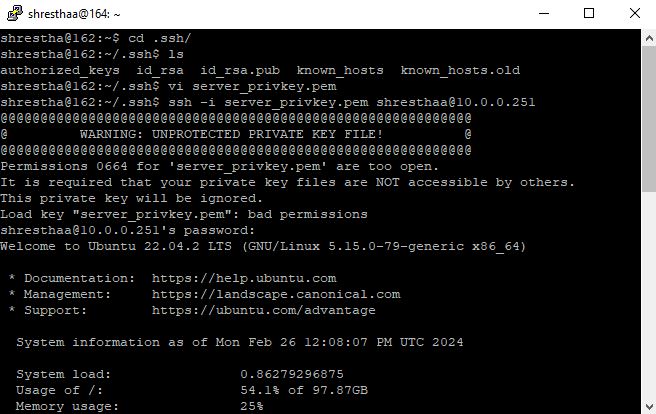 shresthaa@164: ~
shrestha@162:~$ cd .ssh/
shrestha@162:~/.ssh$ ls
authorized_keys  id_rsa  id_rsa.pub  known_hosts  known_hosts.old
shrestha@162:~/.ssh$ vi server_privkey.pem
shrestha@162:~/.ssh$ ssh -i server_privkey.pem shresthaa@10.0.0.251
@@@@@@@@@@@@@@@@@@@@@@@@@@@@@@@@@@@@@@@@@@@@@@@@@@@@@@@@@@@
@         WARNING: UNPROTECTED PRIVATE KEY FILE!          @
@@@@@@@@@@@@@@@@@@@@@@@@@@@@@@@@@@@@@@@@@@@@@@@@@@@@@@@@@@@
Permissions 0664 for 'server_privkey.pem' are too open.
It is required that your private key files are NOT accessible by others.
This private key will be ignored.
Load key "server_privkey.pem": bad permissions
shresthaa@10.0.0.251's password:
Welcome to Ubuntu 22.04.2 LTS (GNU/Linux 5.15.0-79-generic x86_64)
 * Documentation:  https://help.ubuntu.com
 * Management:     https://landscape.canonical.com
 * Support:        https://ubuntu.com/advantage
  System information as of Mon Feb 26 12:08:07 PM UTC 2024
  System load:                0.86279296875
  Usage of /:                 54.1% of 97.87GB
  Memory usage:               25%